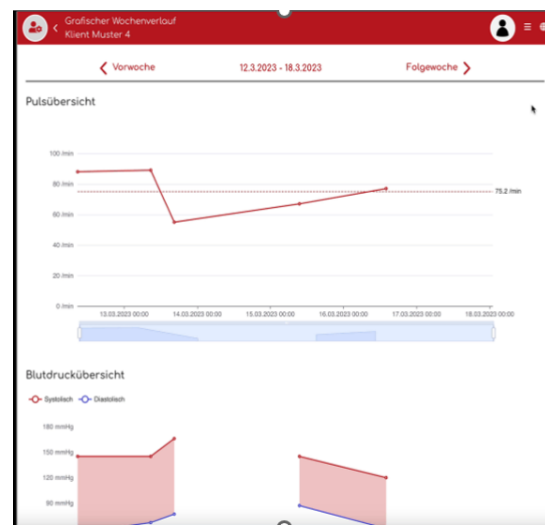 Grafischer Wochenverlauf
Klient Muster 4
Vorwoche 12.3.2023 - 18.3.2023 Folgewoche
Pulsübersicht
100 /min
80 /min
75.2 /min
60 /min
40 /min
20 /min
0 /min
13.03.2023 00:00 14.03.2023 00:00 15.03.2023 00:00 16.03.2023 00:00 17.03.2023 00:00 18.03.2023 00:00
Blutdruckübersicht
Systolisch Diastolisch
180 mmHg
150 mmHg
120 mmHg
90 mmHg